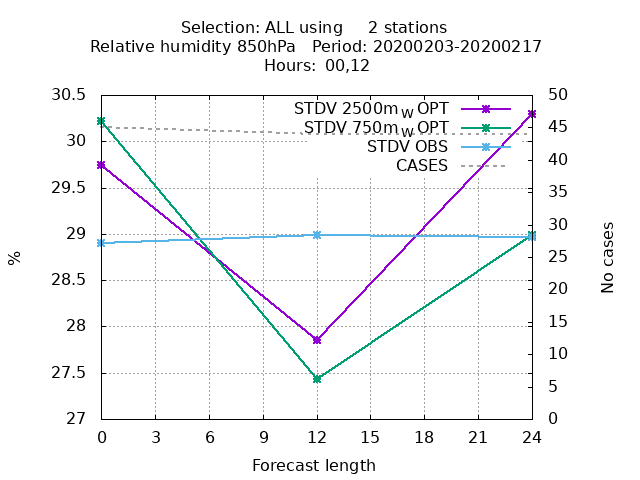 Selection: ALL using     2 stations
Relative humidity 850hPa   Period: 20200203-20200217
Hours: 00,12
30.5
30
29.5
29
28.5
28
27.5
27
50
45
40
35
30
25
20
15
10
5
0
STDV 2500m W OPT
STDV 750m W OPT
STDV OBS
CASES
%
No cases
0 3 6 9 12 15 18 21 24
Forecast length